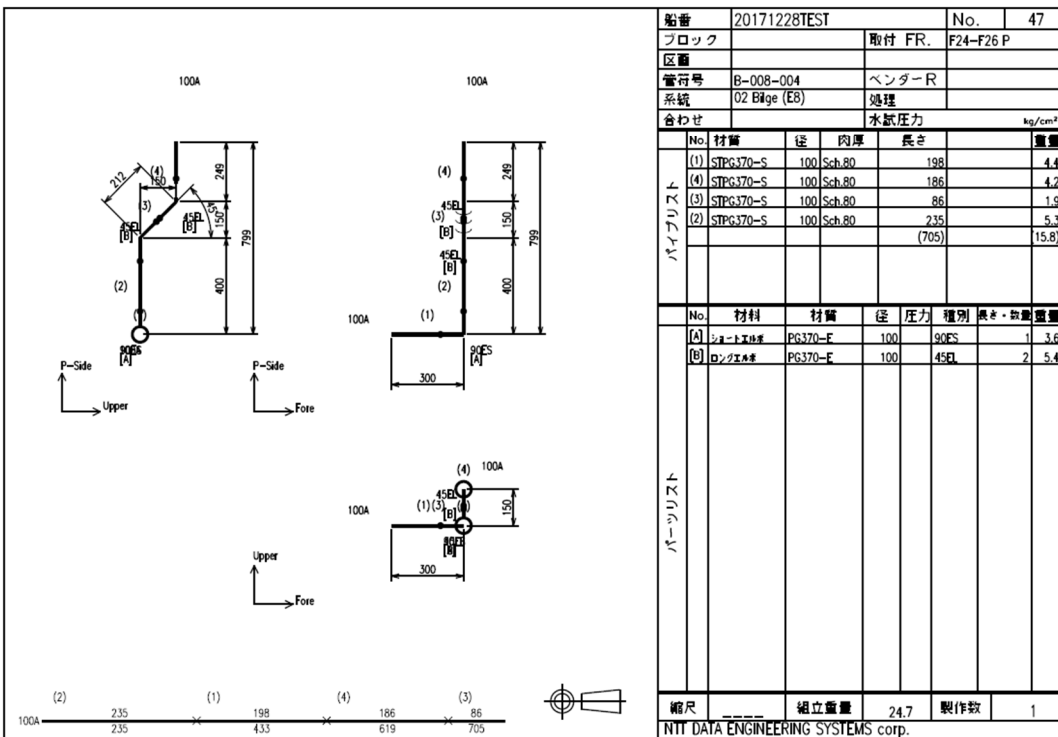 船番 20171228TEST No. 47
ブロック 取付 FR. F24-F26 P
区画
管符号 B-008-004 ベンダーR
系統 02 Bilge (E8) 処理
合わせ 水試圧力 kg/cm²
パイプリスト
No. 材質 径 肉厚 長さ 重量
(1) STPG370-S 100 Sch.80 198 4.4
(4) STPG370-S 100 Sch.80 186 4.2
(3) STPG370-S 100 Sch.80 86 1.9
(2) STPG370-S 100 Sch.80 235 5.3
(705) (15.8)
パーツリスト
No. 材料 材質 径 圧力 種別 長さ・数量 重量
[A] ショートエルボ PG370-E 100 90ES 1 3.6
[B] ロングエルボ PG370-E 100 45EL 2 5.4
縮尺 ---- 組立重量 24.7 製作数 1
NTT DATA ENGINEERING SYSTEMS corp.
100A
212
(4)
150
249
3)
45
45EL
[B]
150
799
45EL
[B]
(2)
400
[A]
P-Side
Upper
100A
(4)
249
45EL
(3)
[B]
150
799
45EL
[B]
(2)
400
100A
(1)
90ES
[A]
300
P-Side
Fore
(4) 100A
45EL
100A
(1)(3)
[B]
150
300
Upper
Fore
(2) (1) (4) (3)
235 198 186 86
100A
235 433 619 705